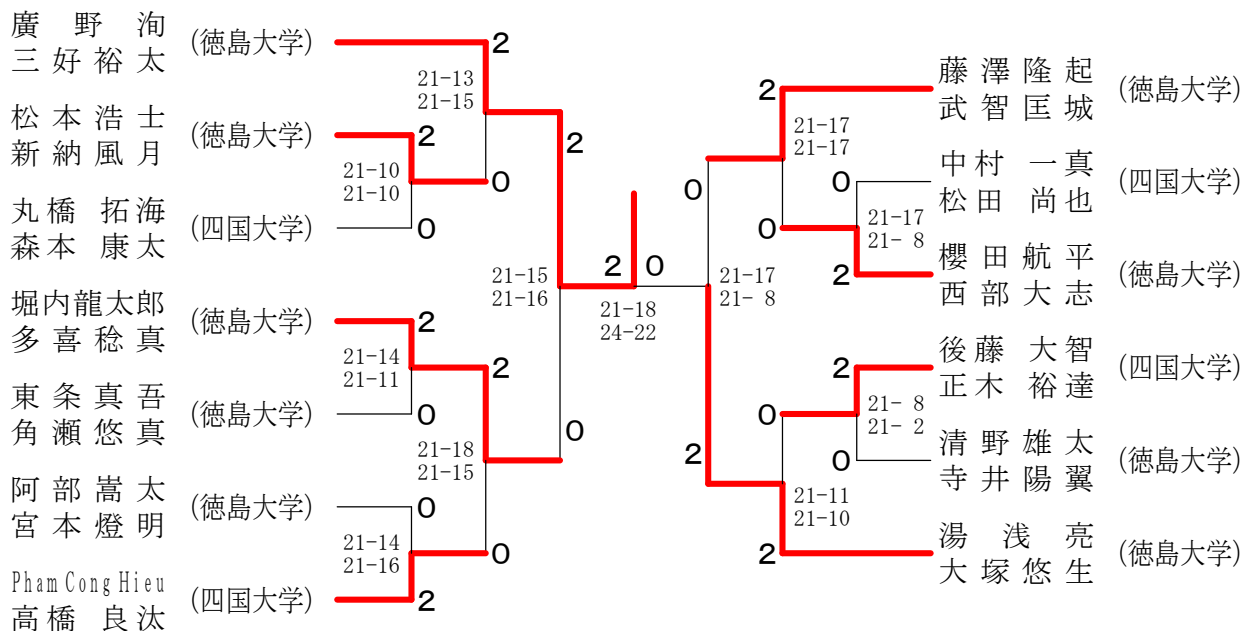 廣野洵
三好裕太
(徳島大学)
2
21-13
21-15
松本浩士
新納風月
(徳島大学)
2
21-10
21-10
0
丸橋 拓海
森本 康太
(四国大学)
0
2
21-15
21-16
堀内龍太郎
多喜稔真
(徳島大学)
2
21-14
21-11
2
東条真吾
角瀬悠真
(徳島大学)
0
21-18
21-15
0
阿部嵩太
宮本燈明
(徳島大学)
0
21-14
21-16
0
Pham Cong Hieu
高橋 良汰
(四国大学)
2
2
0
21-18
24-22
藤澤隆起
武智匡城
(徳島大学)
2
21-17
21-17
0
中村 一真
松田 尚也
(四国大学)
0
21-17
21- 8
0
櫻田航平
西部大志
(徳島大学)
2
21-17
21- 8
後藤 大智
正木 裕達
(四国大学)
2
21- 8
21- 2
0
清野雄太
寺井陽翼
(徳島大学)
0
2
21-11
21-10
湯浅亮
大塚悠生
(徳島大学)
2